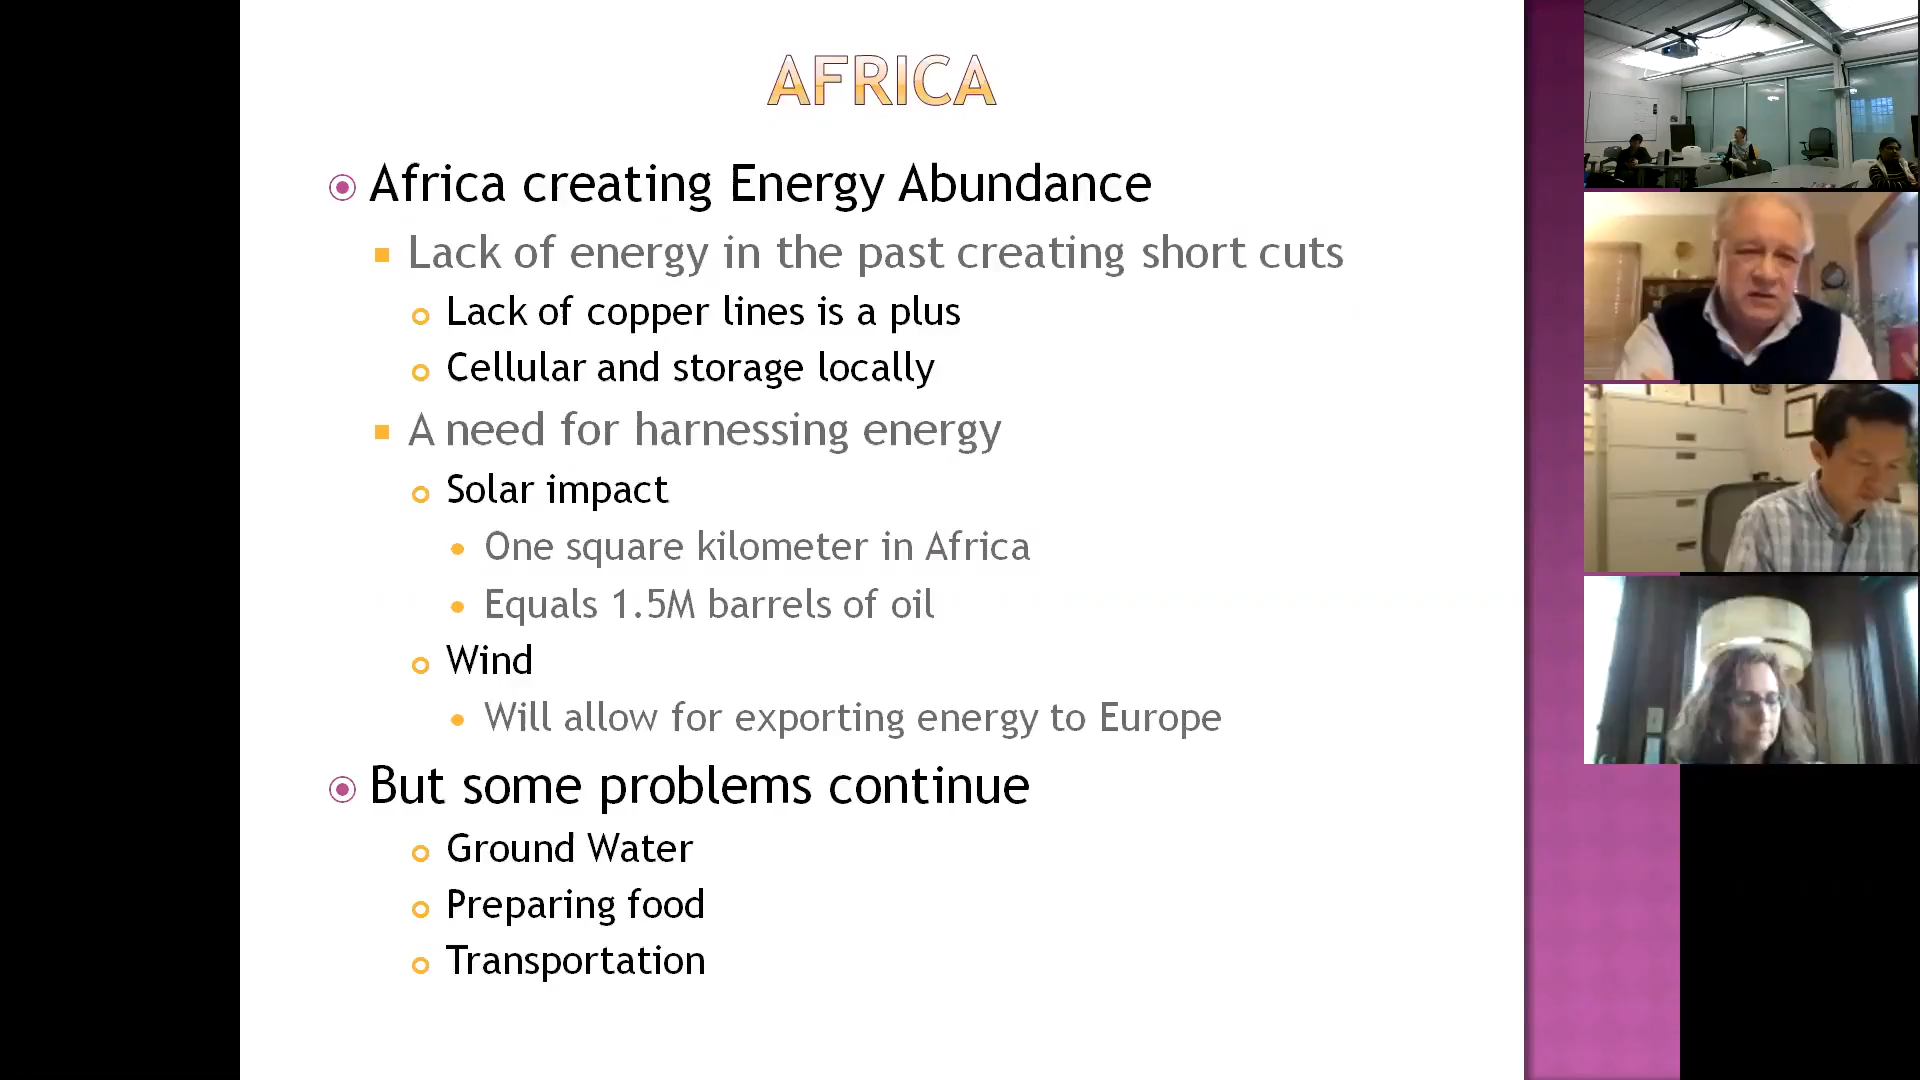 AFRICA
Africa creating Energy Abundance
Lack of energy in the past creating short cuts
Lack of copper lines is a plus
Cellular and storage locally
A need for harnessing energy
Solar impact
One square kilometer in Africa
Equals 1.5M barrels of oil
Wind
Will allow for exporting energy to Europe
But some problems continue
Ground Water
Preparing food
Transportation